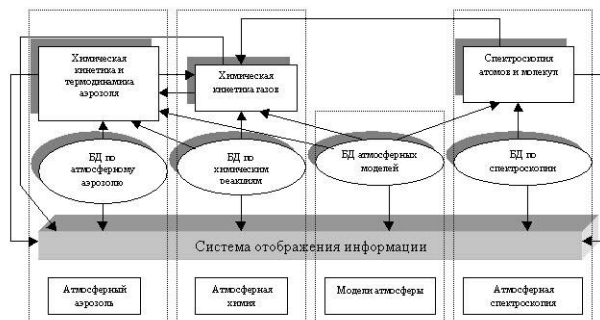 Химическая
кинетика и
термодинамика
аэрозоля
Химическая
кинетика газов
Спектроскопия
атомов и молекул
БД по
атмосферному
аэрозолю
БД по
химическим
реакциям
БД атмосферных
моделей
БД по
спектроскопии
Система отображения информации
Атмосферный
аэрозоль
Атмосферная
химия
Модели атмосферы
Атмосферная
спектроскопия